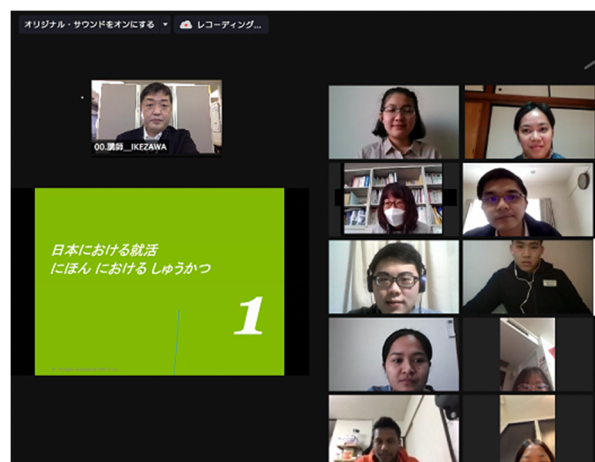 オリジナル・サウンドをオンにする
レコーディング...
00.講師__IKEZAWA
日本における就活
にほん における しゅうかつ
1